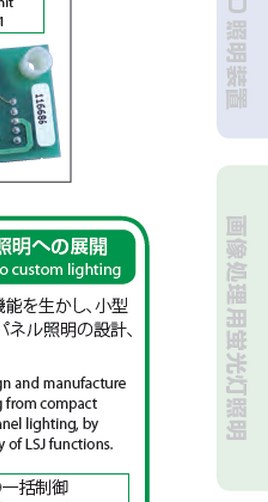 nit
1
116686
照明への展開
o custom lighting
機能を生かし、小型
パネル照明の設計、
gn and manufacture
g from compact
nel lighting, by
y of LSJ functions.
の一括制御
照明装置
画像処理用蛍光灯照明